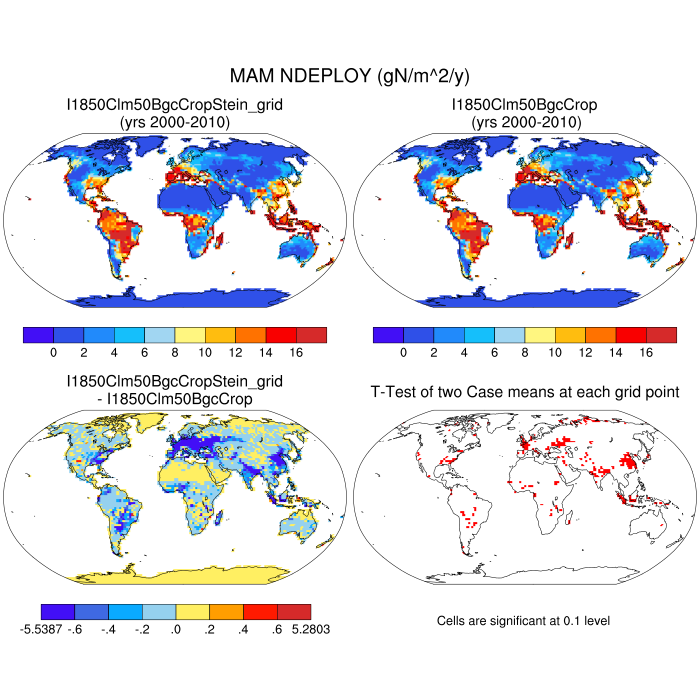 MAM NDEPLOY (gN/m^2/y)
I1850Clm50BgcCropStein_grid
(yrs 2000-2010)
I1850Clm50BgcCrop
(yrs 2000-2010)
0 2 4 6 8 10 12 14 16
0 2 4 6 8 10 12 14 16
I1850Clm50BgcCropStein_grid
- I1850Clm50BgcCrop
T-Test of two Case means at each grid point
-5.5387 -.6 -.4 -.2 .0 .2 .4 .6 5.2803
Cells are significant at 0.1 level